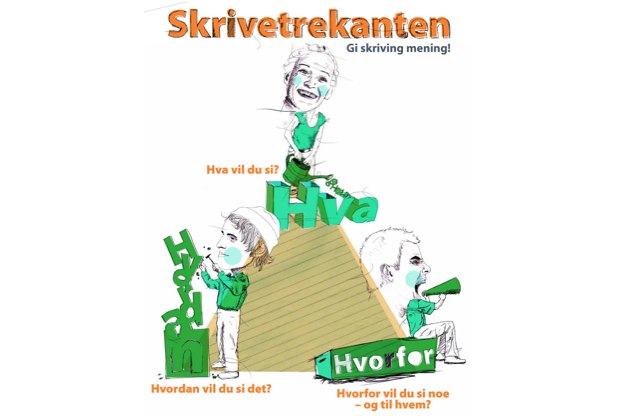 Skrivetrekanten
Gi skriving mening!
Hva vil du si?
Hva
Hvordan
Hvorfor
Hvordan vil du si det?
Hvorfor vil du si noe
– og til hvem?